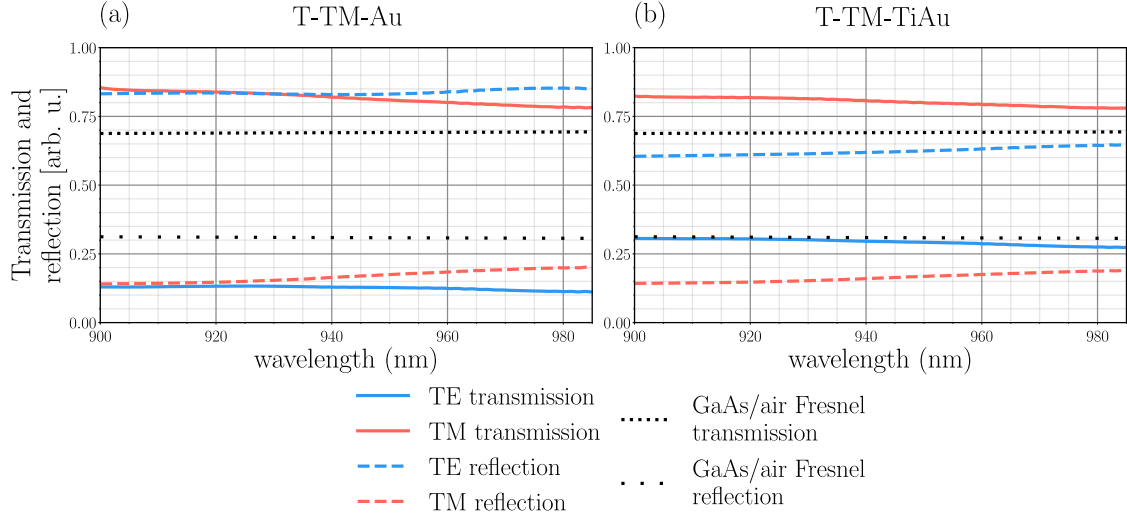 (a)
T-TM-Au
(b)
T-TM-TiAu
Transmission and
reflection [arb. u.]
1.00
0.75
0.50
0.25
0.00
900
920
940
960
980
wavelength (nm)
1.00
0.75
0.50
0.25
0.00
900
920
940
960
980
wavelength (nm)
TE transmission
TM transmission
TE reflection
TM reflection
GaAs/air Fresnel
transmission
GaAs/air Fresnel
reflection